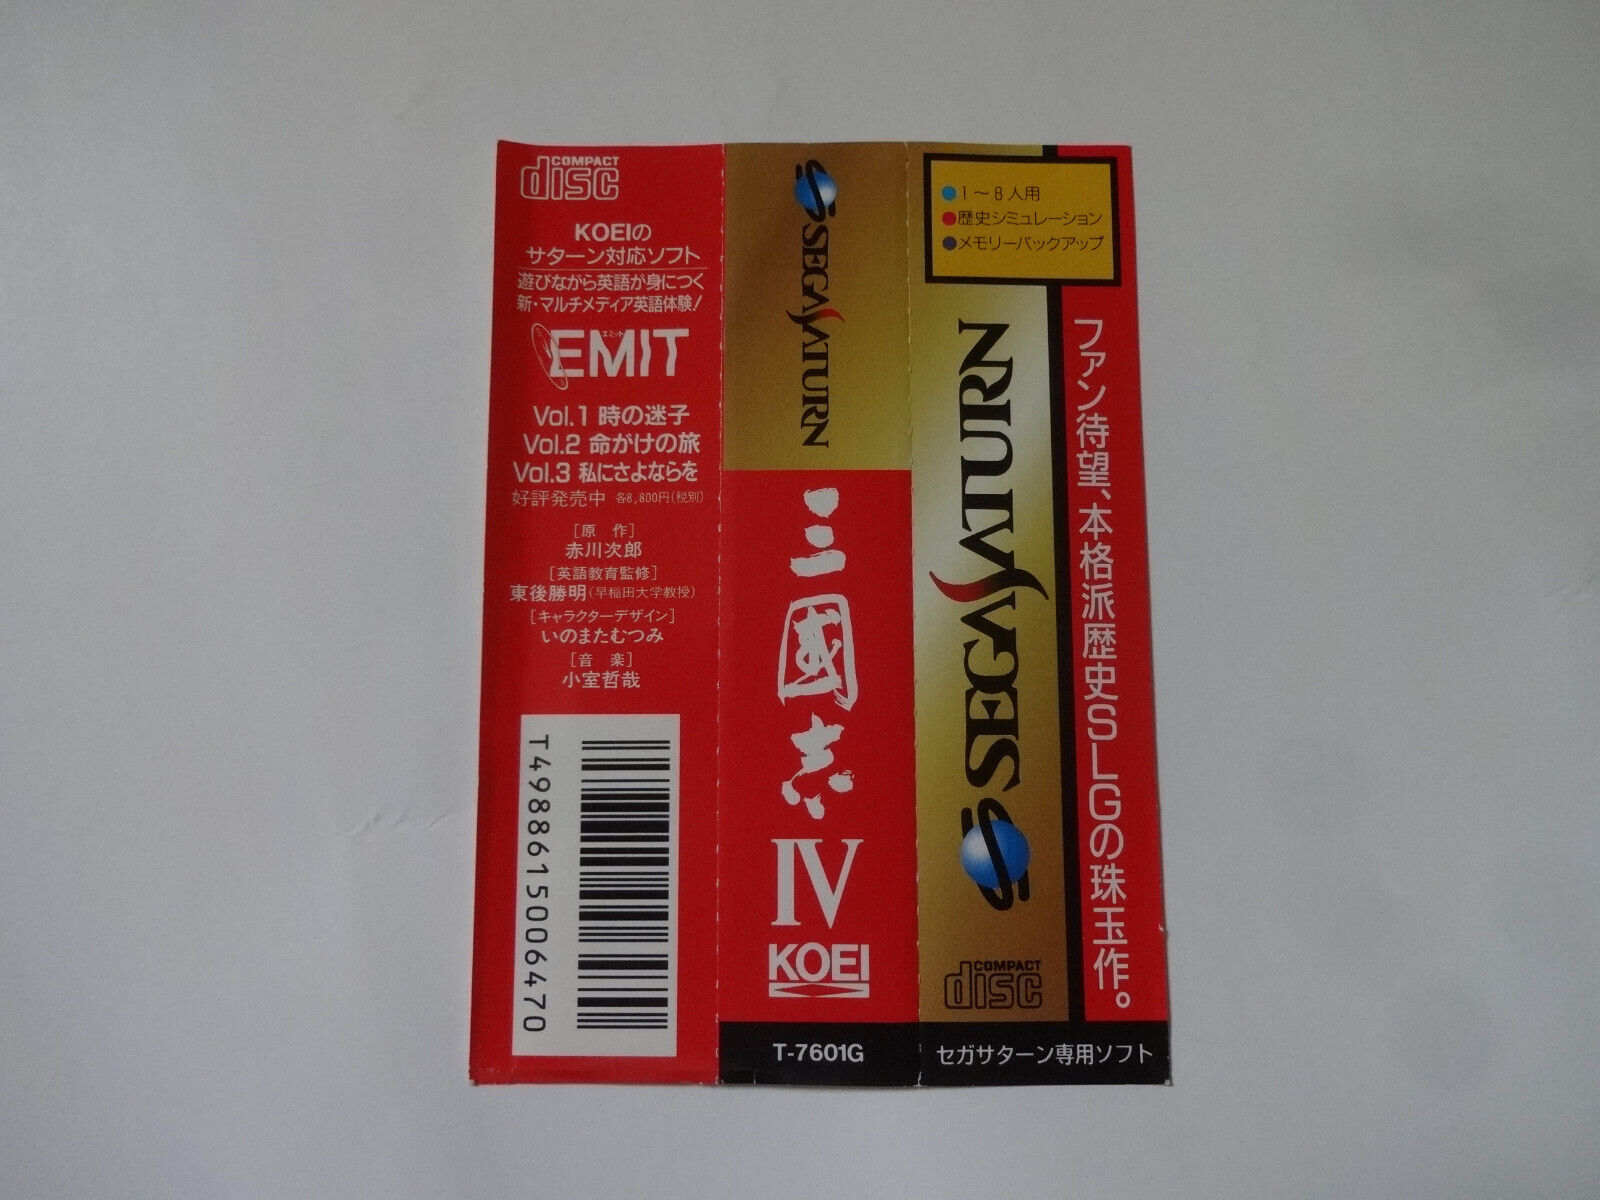 COMPACT
disc
KOEIの
サターン対応ソフト
遊びながら英語が身につく
新・マルチメディア英語体験!
エミット
EMIT
Vol.1 時の迷子
Vol.2 命がけの旅
Vol.3 私にさよならを
好評発売中 各8,800円(税別)
[原 作]
赤川次郎
[英語教育監修]
東後勝明(早稲田大学教授)
[キャラクターデザイン]
いのまたむつみ
[音 楽]
小室哲哉
T4988615006470
SEGA SATURN
三國志
IV
KOEI
T-7601G
●1～8人用
●歴史シミュレーション
●メモリーバックアップ
SEGA SATURN
COMPACT
disc
ファン待望、本格派歴史SLGの珠玉作。
セガサターン専用ソフト